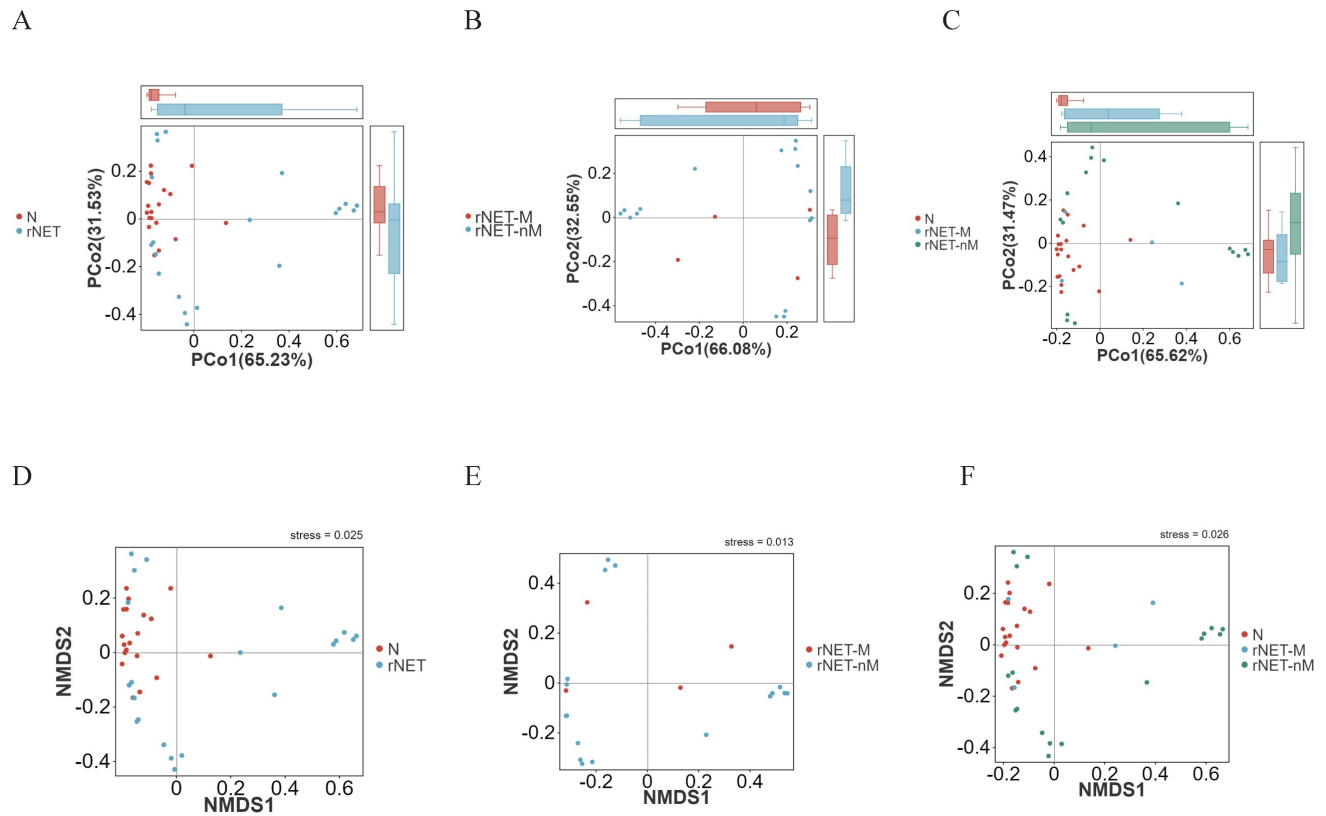 A
B
C
0.2
0
-0.2
-0.4
PCo2(31.53%)
0
0.2
0.4
0.6
PCo1(65.23%)
N
rNET
0.2
0
-0.2
-0.4
PCo2(32.55%)
-0.4
-0.2
0
0.2
PCo1(66.08%)
rNET-M
rNET-nM
0.4
0.2
0
-0.2
PCo2(31.47%)
-0.2
0
0.2
0.4
0.6
PCo1(65.62%)
N
rNET-M
rNET-nM
D
E
F
stress = 0.025
0.2
0
-0.2
-0.4
NMDS2
0
0.2
0.4
0.6
NMDS1
N
rNET
stress = 0.013
0.4
0.2
0
-0.2
NMDS2
-0.2
0
0.2
0.4
NMDS1
rNET-M
rNET-nM
stress = 0.026
0.2
0
-0.2
-0.4
NMDS2
-0.2
0
0.2
0.4
0.6
NMDS1
N
rNET-M
rNET-nM